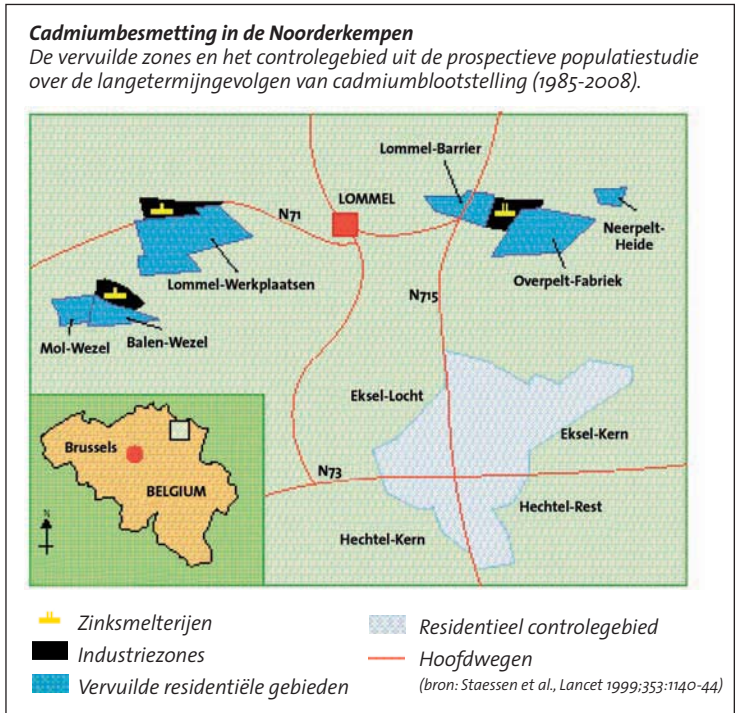 Cadmiumbesmetting in de Noorderkempen
De vervuilde zones en het controlegebied uit de prospectieve populatiestudie
over de langetermijngevolgen van cadmiumblootstelling (1985-2008).
Lommel-Barrier
LOMMEL
N71
Neerpelt-
Heide
Lommel-Werkplaatsen
Overpelt-Fabriek
N715
Mol-Wezel
Balen-Wezel
Eksel-Locht
Eksel-Kern
Brussels
BELGIUM
N73
Hechtel-Rest
Hechtel-Kern
N
Zinksmelterijen
Industriezones
Vervuilde residentiële gebieden
Residentieel controlegebied
Hoofdwegen
(bron: Staessen et al., Lancet 1999;353:1140-44)